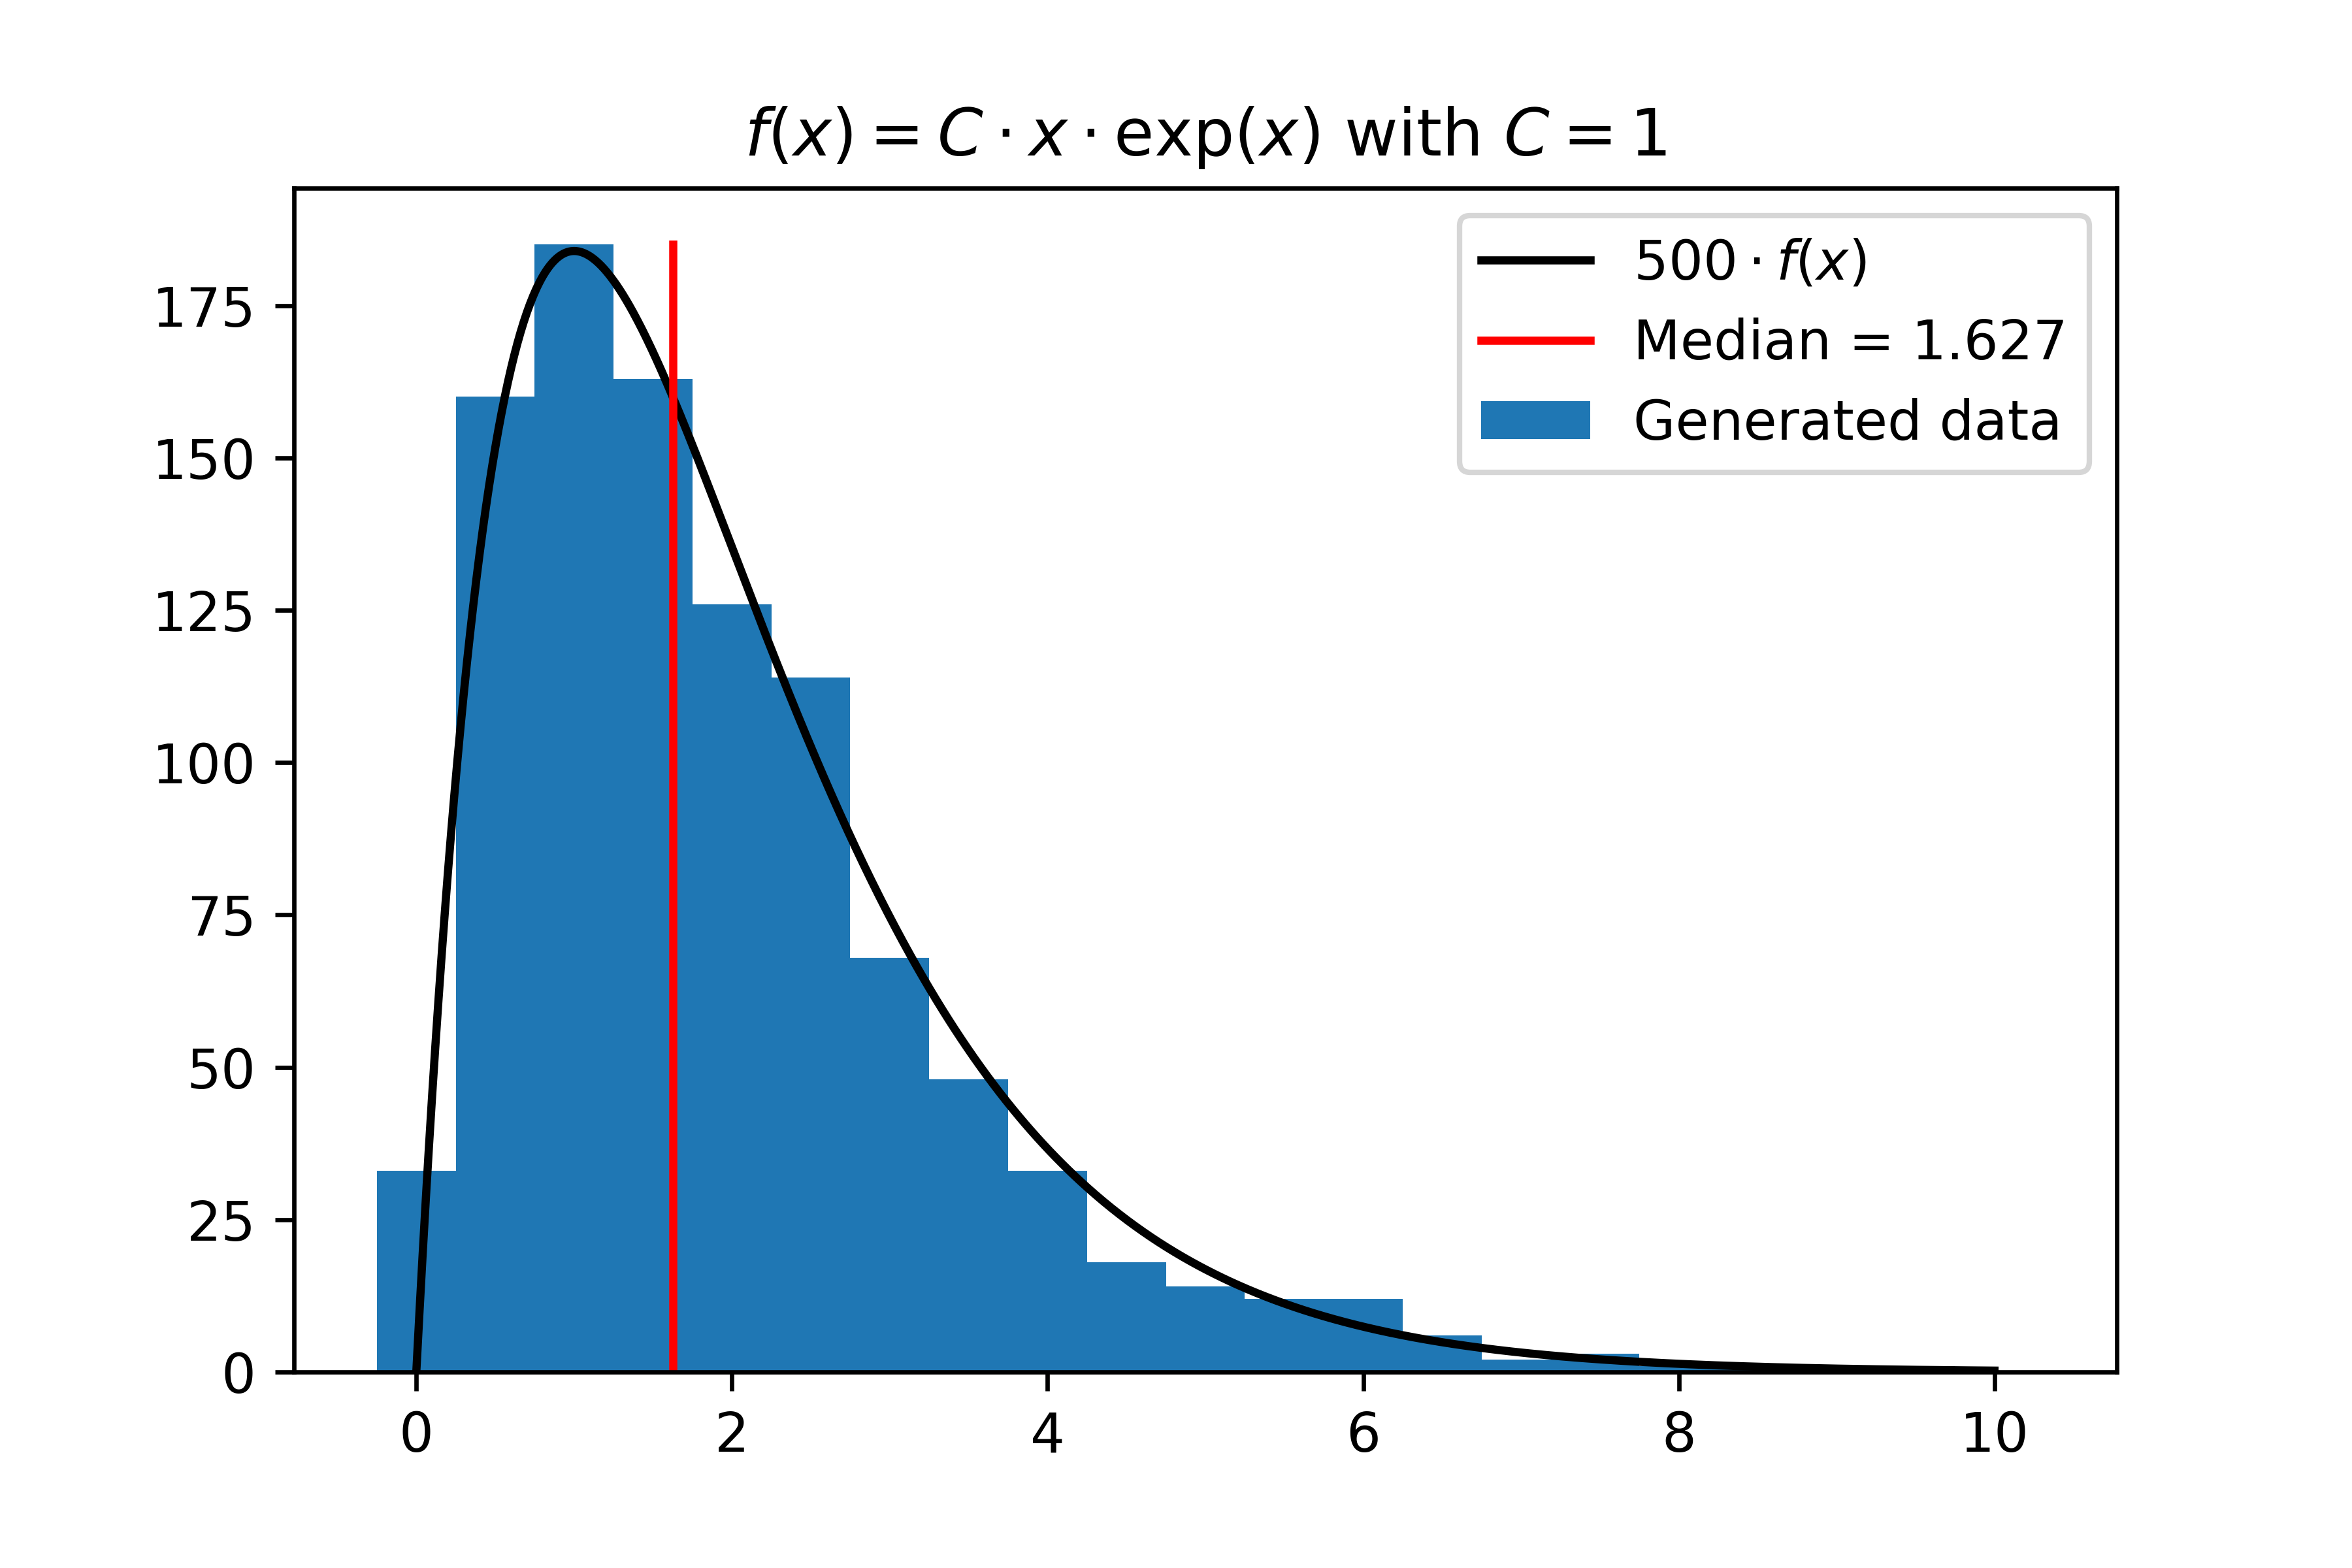 f(x) = C · x · exp(x) with C = 1
500 · f(x)
Median = 1.627
Generated data
175
150
125
100
75
50
25
0
0 2 4 6 8 10